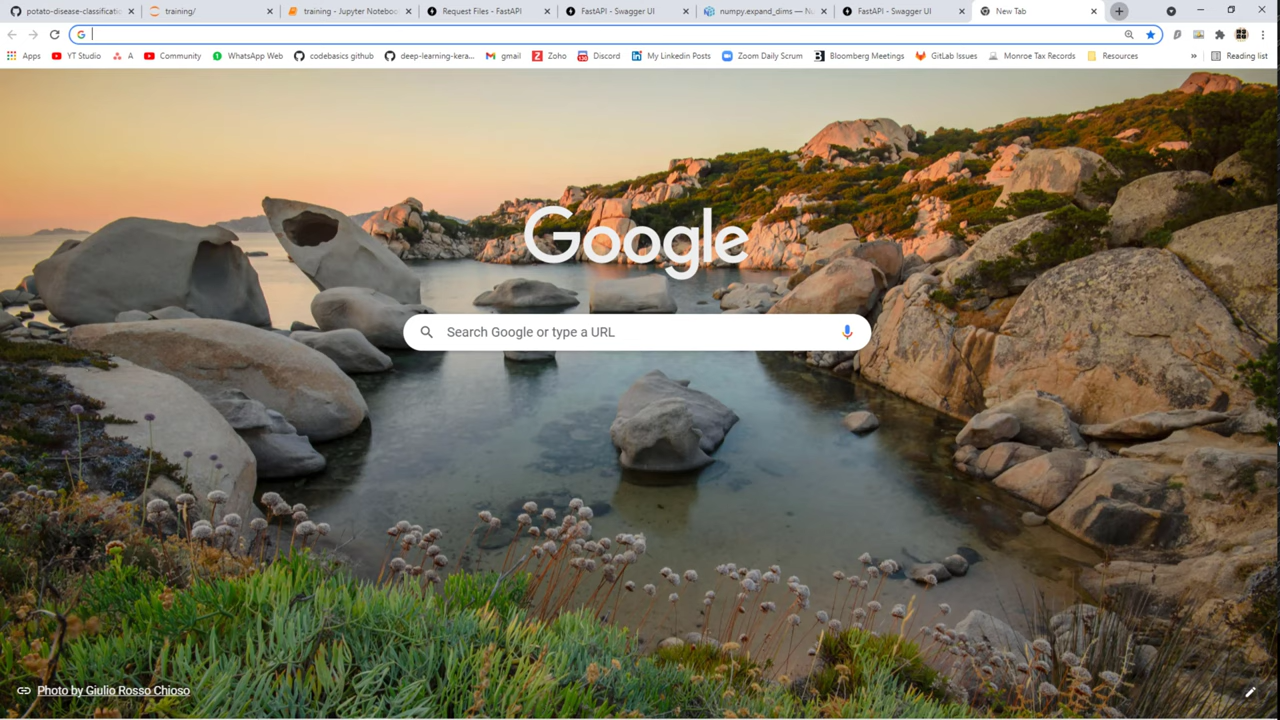 potato-disease-classificatio
training/
training - Jupyter Noteboo
Request Files - FastAPI
FastAPI - Swagger UI
numpy.expand_dims — Nu
FastAPI - Swagger UI
New Tab
Apps
YT Studio
A
Community
WhatsApp Web
codebasics github
deep-learning-kera...
gmail
Zoho
Discord
My Linkedin Posts
Zoom Daily Scrum
Bloomberg Meetings
GitLab Issues
Monroe Tax Records
Resources
»
Reading list
Google
Search Google or type a URL
Photo by Giulio Rosso Chioso